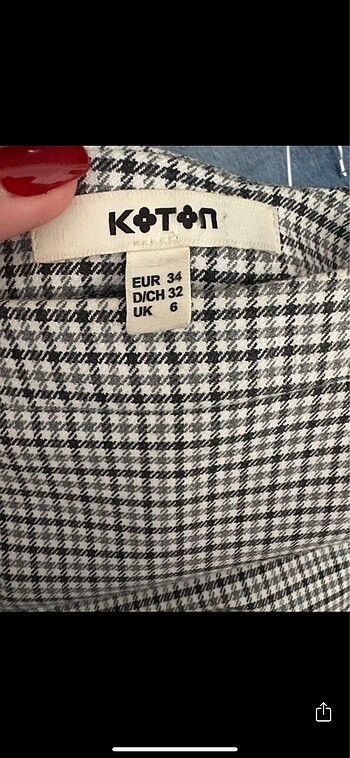 KOTON
EUR 34
D/CH 32
UK 6